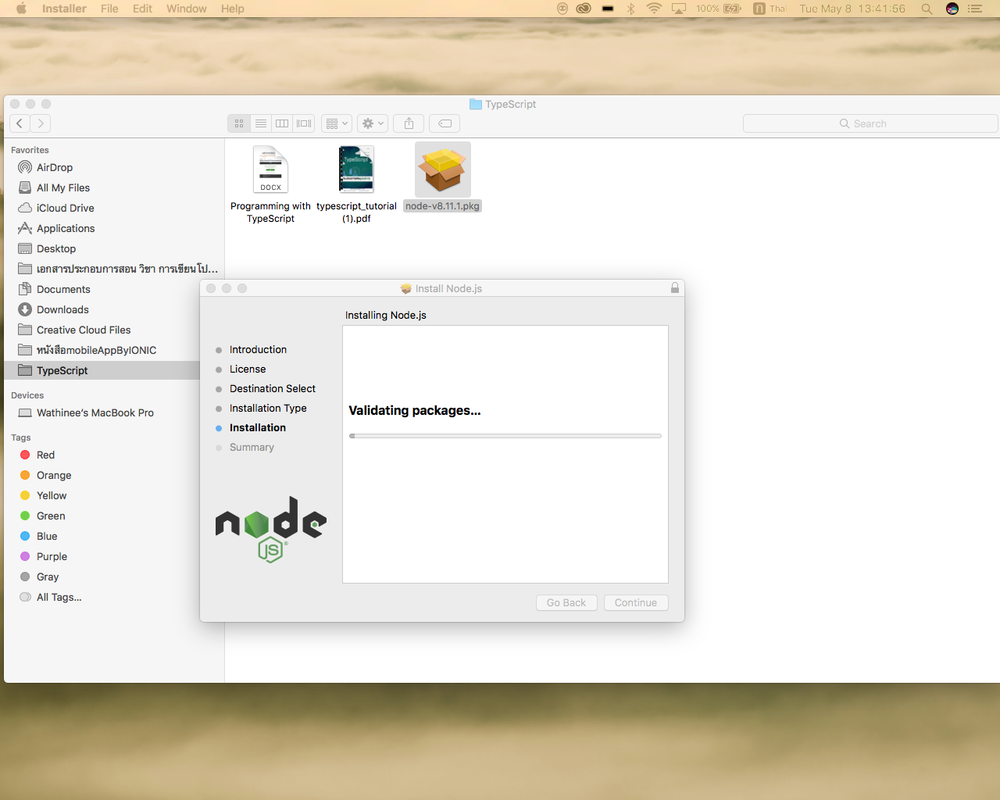 Installer File Edit Window Help 100% ก Thai Tue May 8 13:41:56
TypeScript
Search
Favorites
AirDrop
All My Files
iCloud Drive
Applications
Desktop
เอกสารประกอบการสอน วิชา การเขียนโป...
Documents
Downloads
Creative Cloud Files
หนังสือmobileAppByIONIC
TypeScript
Devices
Wathinee's MacBook Pro
Tags
Red
Orange
Yellow
Green
Blue
Purple
Gray
All Tags...
DOCX
Programming with
TypeScript
TypeScript
typescript_tutorial
(1).pdf
node-v8.11.1.pkg
Install Node.js
Installing Node.js
Introduction
License
Destination Select
Installation Type
Installation
Summary
Validating packages...
node
JS
Go Back
Continue